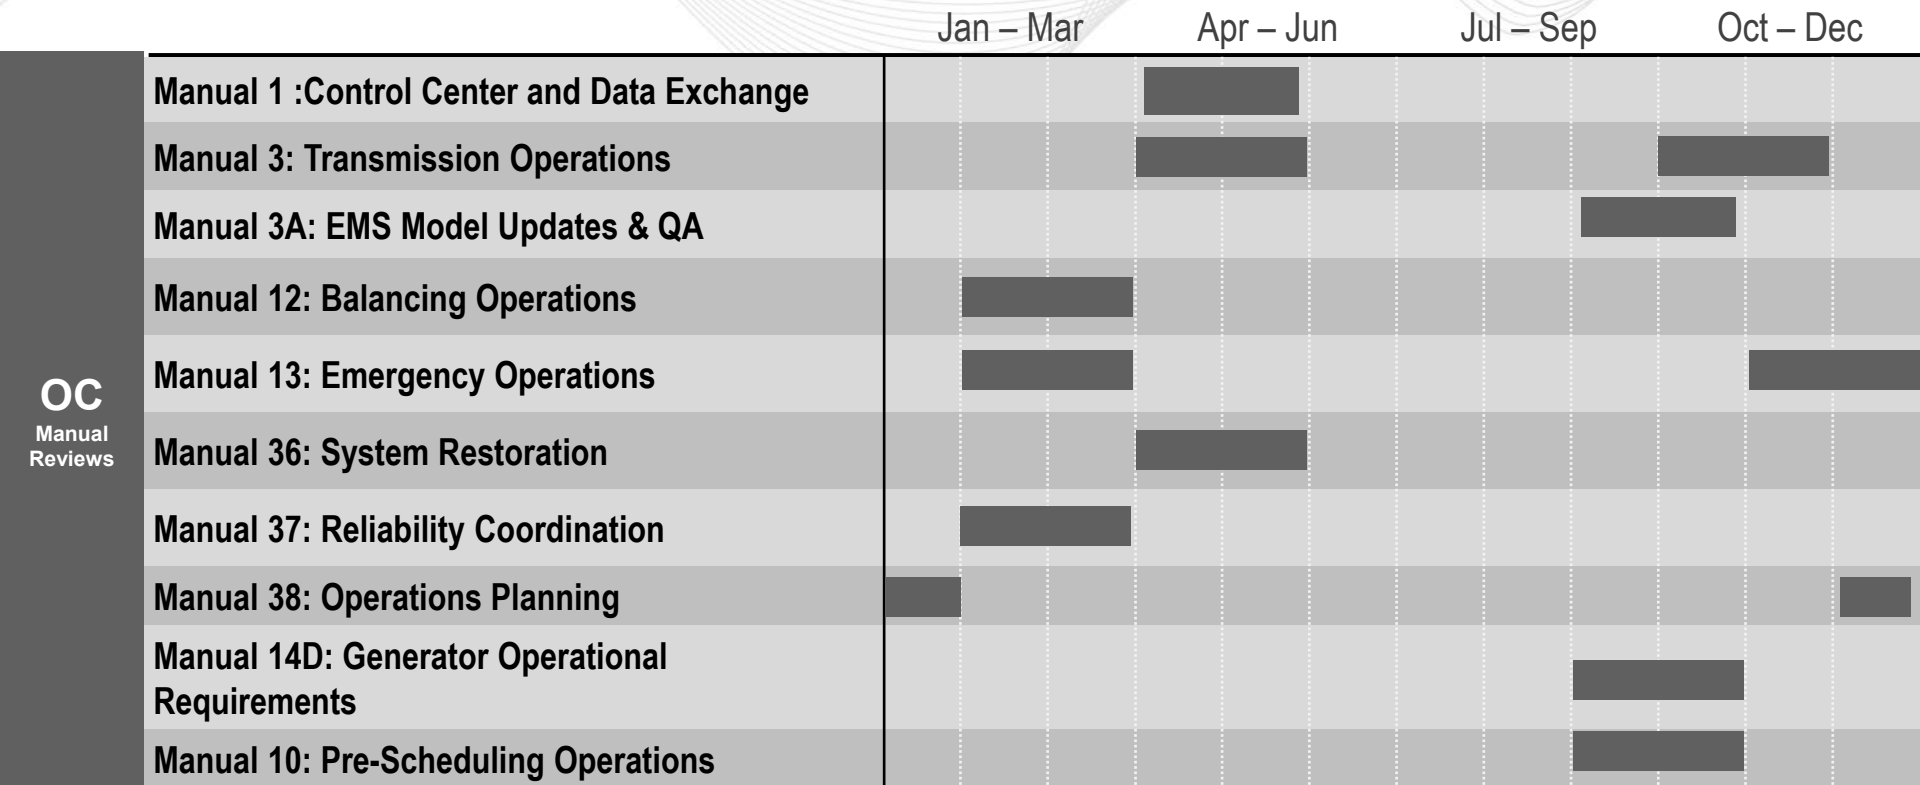 Jan – Mar Apr – Jun Jul – Sep Oct – Dec
OC
Manual
Reviews
Manual 1 :Control Center and Data Exchange
Manual 3: Transmission Operations
Manual 3A: EMS Model Updates & QA
Manual 12: Balancing Operations
Manual 13: Emergency Operations
Manual 36: System Restoration
Manual 37: Reliability Coordination
Manual 38: Operations Planning
Manual 14D: Generator Operational
Requirements
Manual 10: Pre-Scheduling Operations